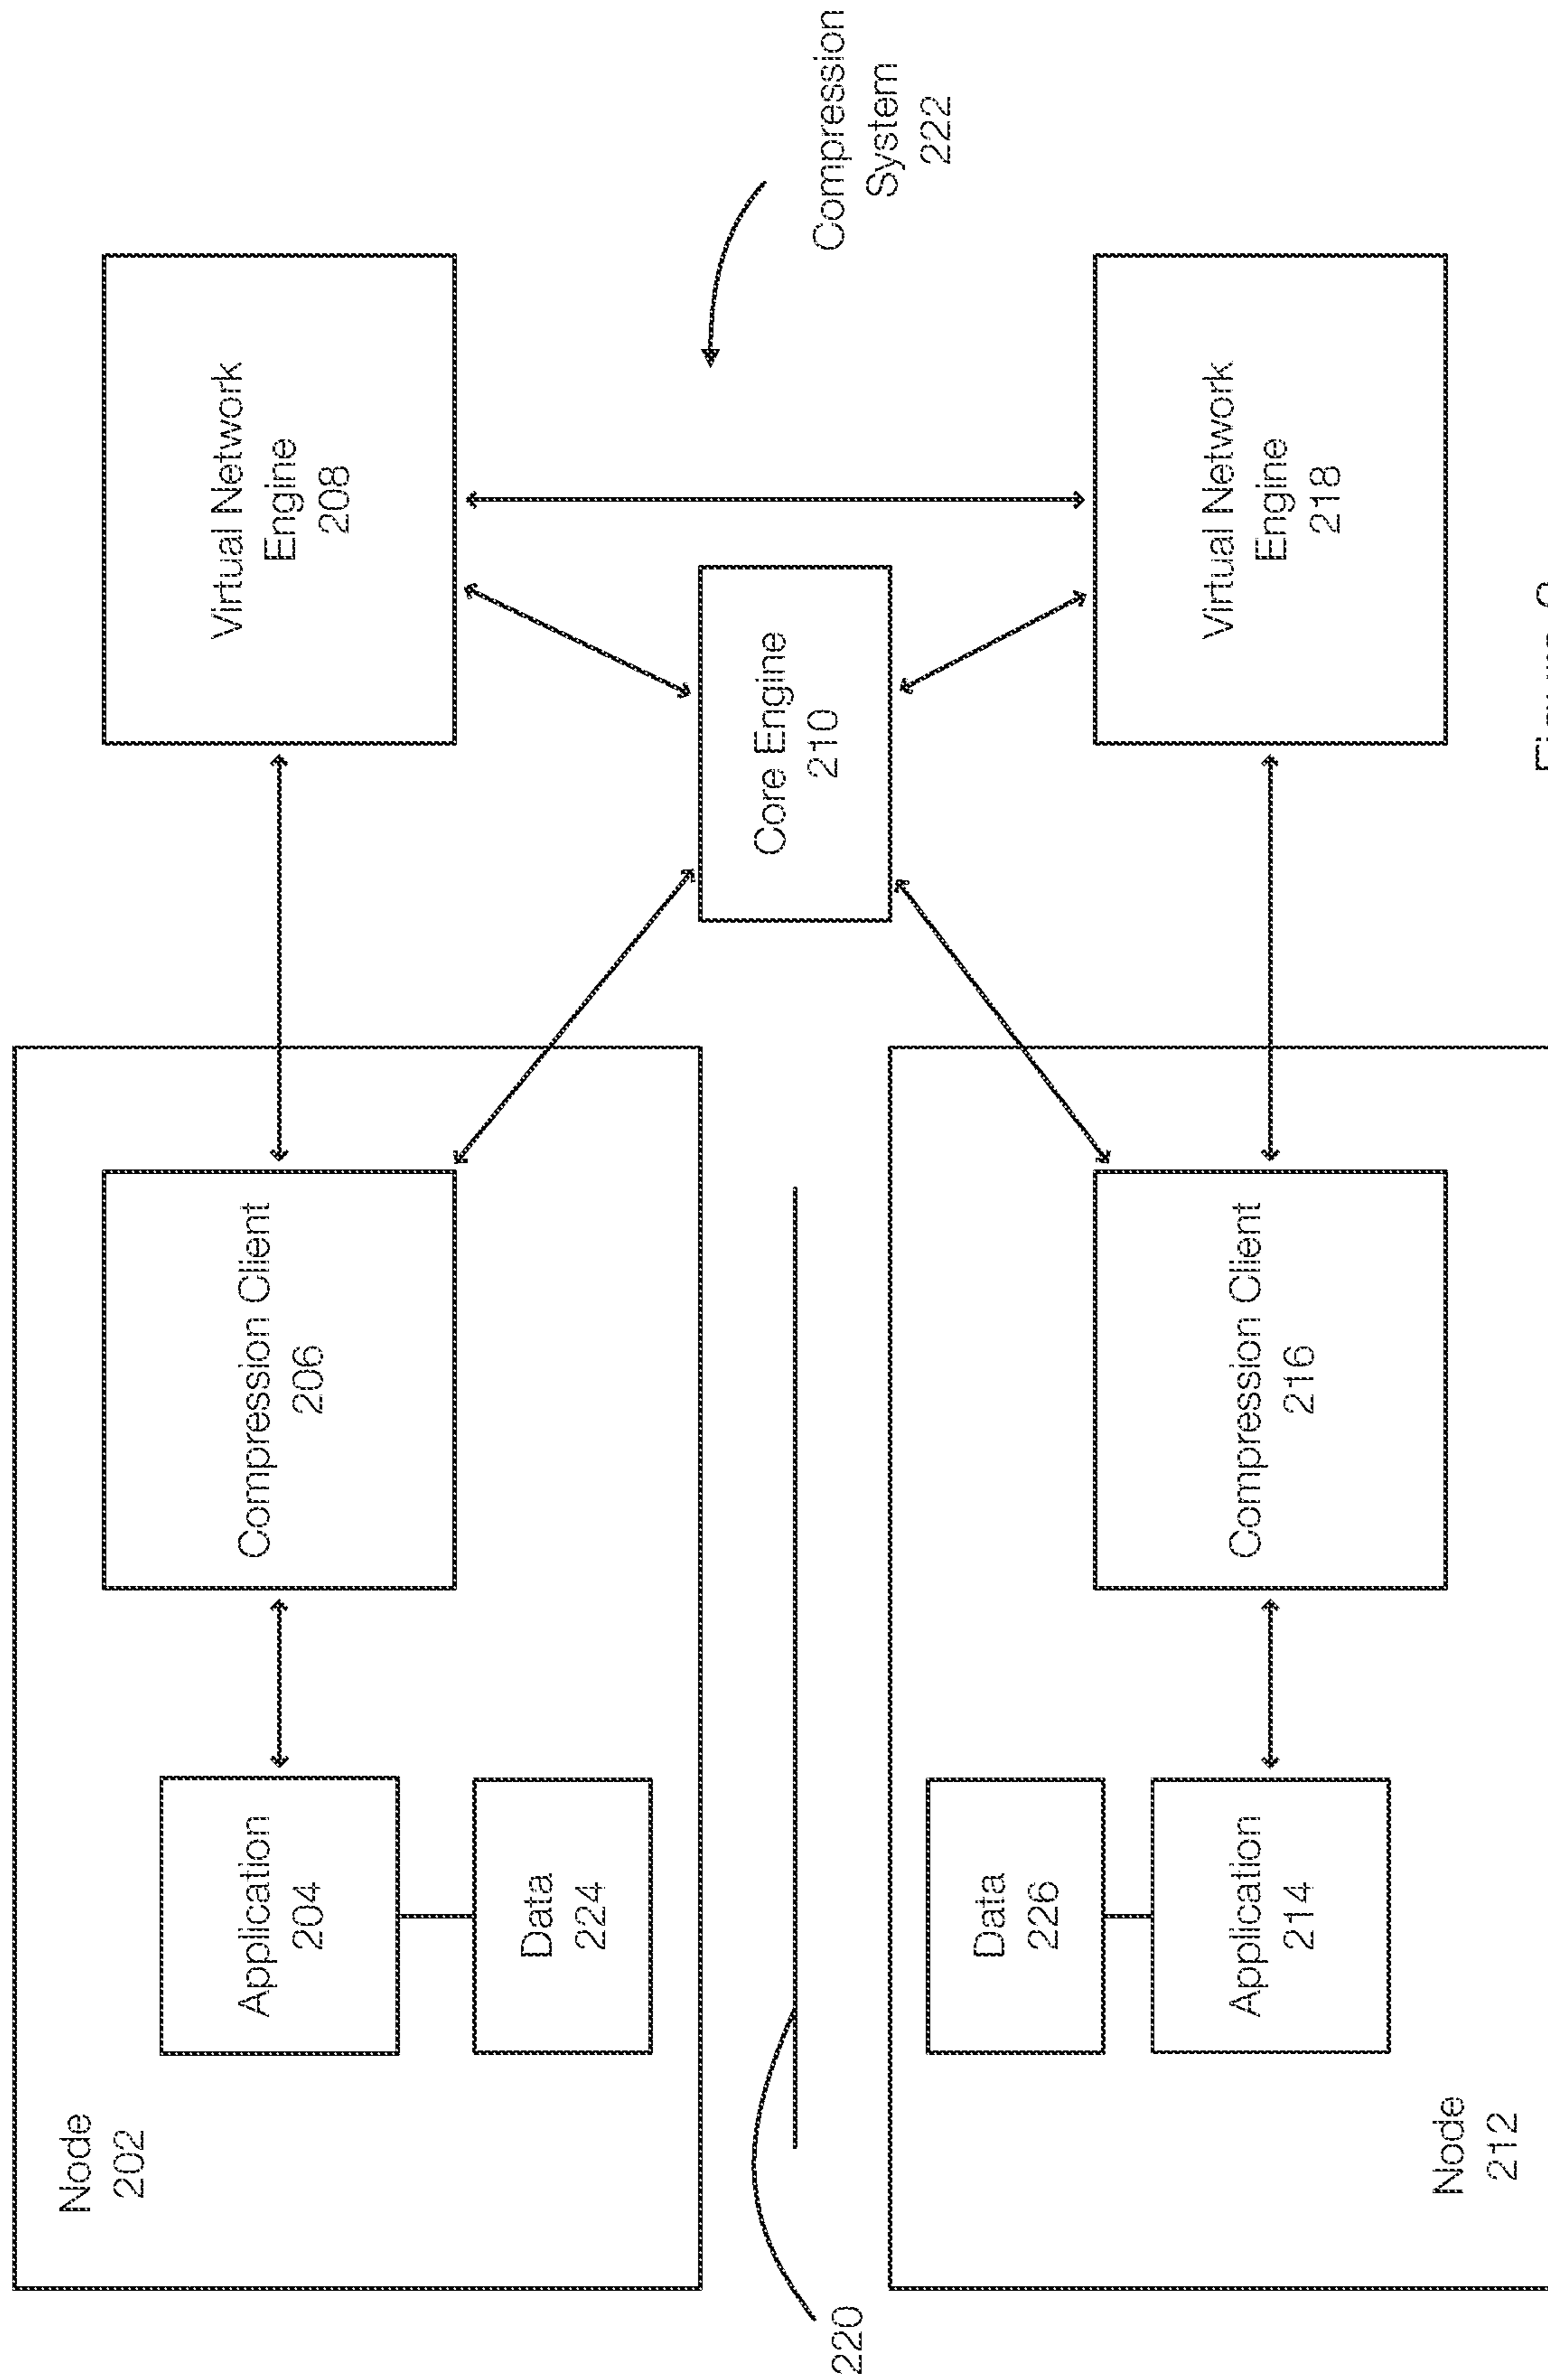 Node
202
Application
204
Data
224
Compression Client
206
Virtual Network
Engine
208
220
Core Engine
210
Compression
System
222
Data
226
Application
214
Compression Client
216
Virtual Network
Engine
218
Node
212
Figure